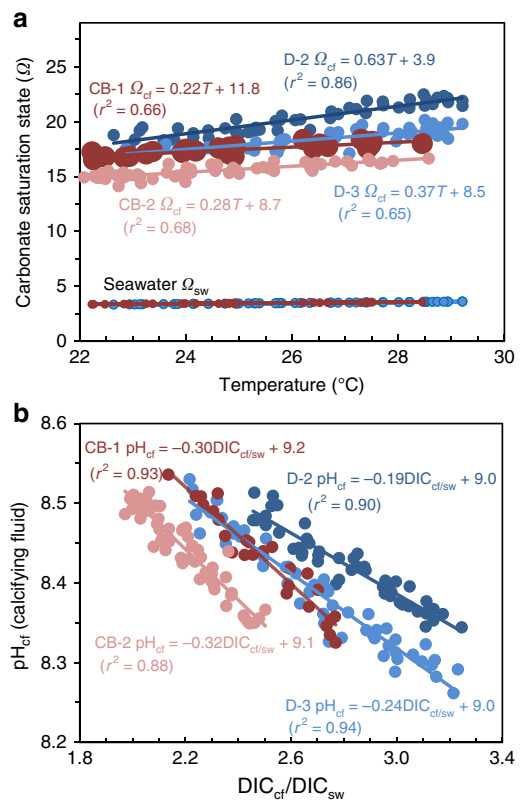 a
Carbonate saturation state (Ω)
25
20
15
10
5
0
D-2 Ωcf = 0.63T + 3.9
(r² = 0.86)
CB-1 Ωcf = 0.22T + 11.8
(r² = 0.66)
CB-2 Ωcf = 0.28T + 8.7
(r² = 0.68)
D-3 Ωcf = 0.37T + 8.5
(r² = 0.65)
Seawater Ωsw
22 24 26 28 30
Temperature (°C)
b
pHcf (calcifying fluid)
8.6
8.5
8.4
8.3
8.2
CB-1 pHcf = –0.30DICcf/sw + 9.2
(r² = 0.93)
D-2 pHcf = –0.19DICcf/sw + 9.0
(r² = 0.90)
CB-2 pHcf = –0.32DICcf/sw + 9.1
(r² = 0.88)
D-3 pHcf = –0.24DICcf/sw + 9.0
(r² = 0.94)
1.8 2.2 2.6 3.0 3.4
DICcf/DICsw